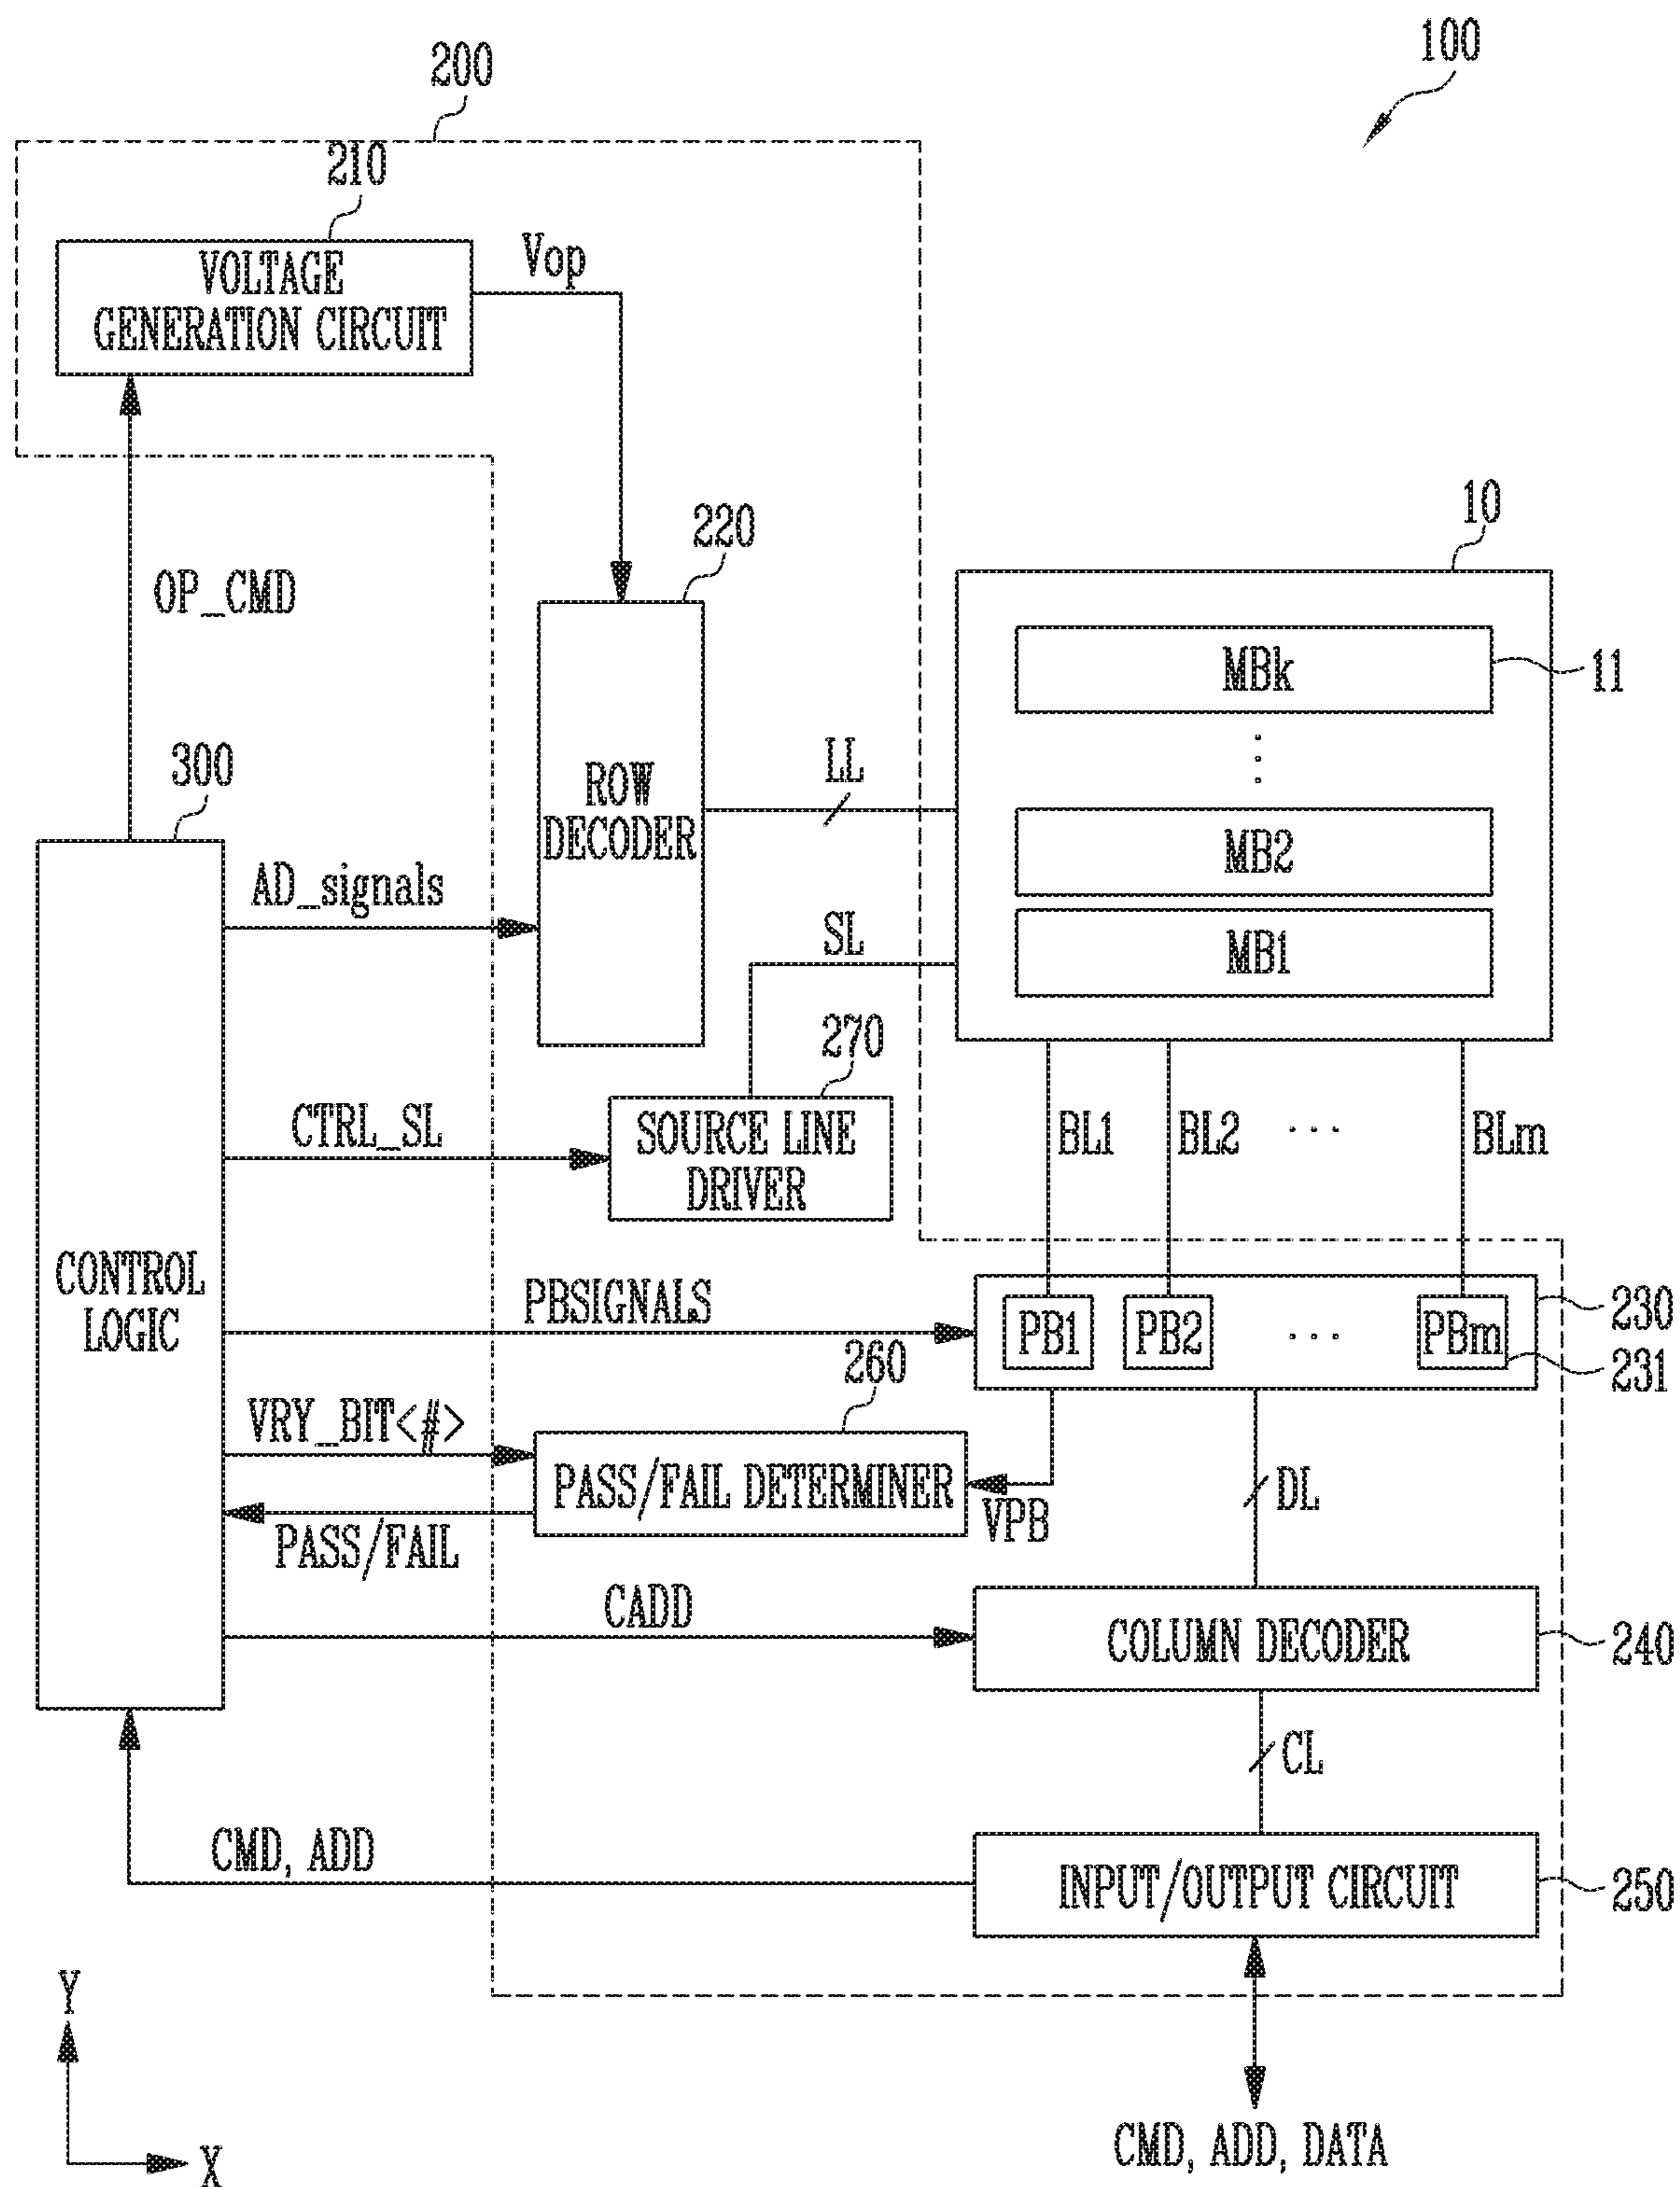 100
200
210
VOLTAGE
GENERATION CIRCUIT
Vop
OP_CMD
220
ROW
DECODER
10
MBk
11
MB2
MB1
LL
SL
300
CONTROL
LOGIC
AD_signals
270
SOURCE LINE
DRIVER
CTRL_SL
BL1
BL2
...
BLm
PBSIGNALS
PB1
PB2
...
PBm
230
231
260
VRY_BIT<#>
PASS/FAIL DETERMINER
VPB
PASS/FAIL
DL
CADD
COLUMN DECODER
240
CL
CMD, ADD
INPUT/OUTPUT CIRCUIT
250
CMD, ADD, DATA
Y
X